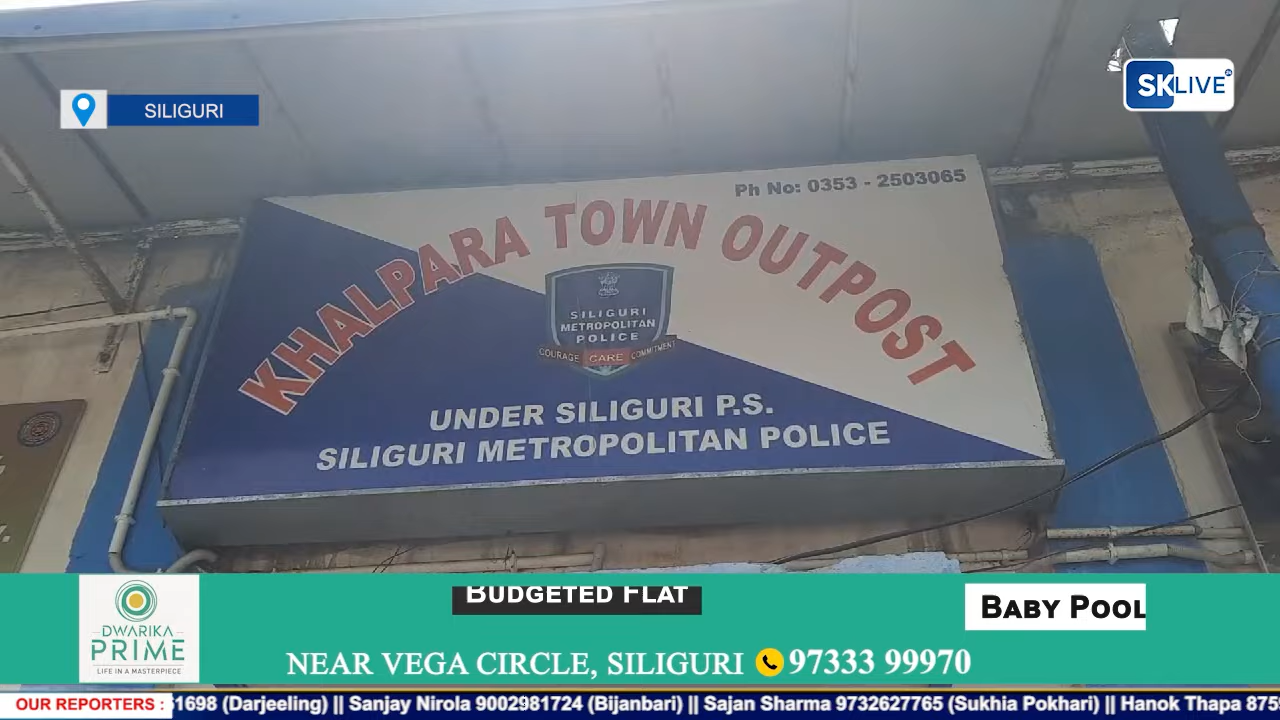 SILIGURI
SKLIVE
Ph No: 0353 - 2503065
KHALPARA TOWN OUTPOST
SILIGURI
METROPOLITAN
POLICE
COURAGE CARE COMMITMENT
UNDER SILIGURI P.S.
SILIGURI METROPOLITAN POLICE
BUDGETED FLAT
BABY POOL
DWARIKA
PRIME
LIFE IN A MASTERPIECE
NEAR VEGA CIRCLE, SILIGURI 97333 99970
OUR REPORTERS : 1698 (Darjeeling) || Sanjay Nirola 9002981724 (Bijanbari) || Sajan Sharma 9732627765 (Sukhia Pokhari) || Hanok Thapa 875